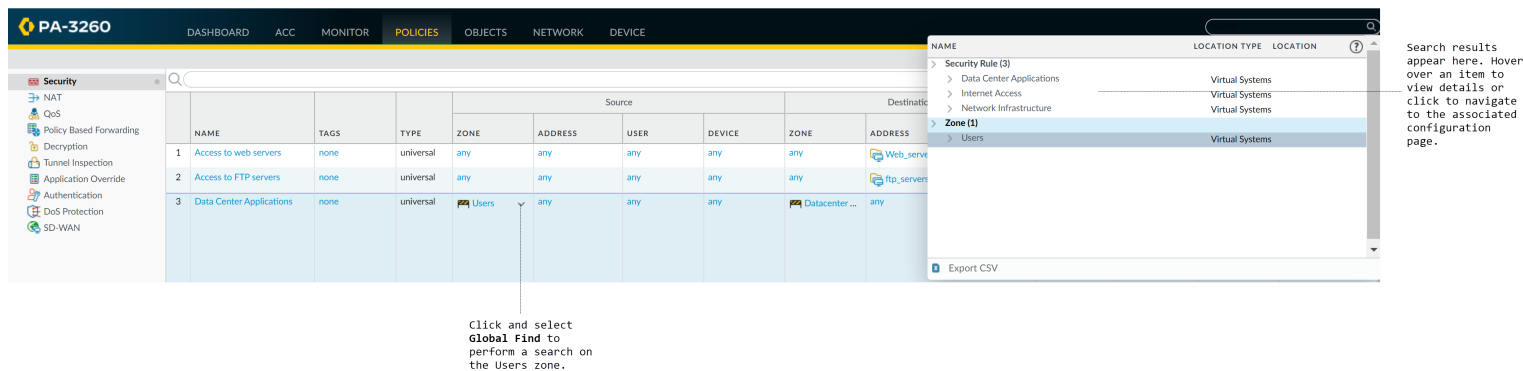 PA-3260
DASHBOARD ACC MONITOR POLICIES OBJECTS NETWORK DEVICE
Security
NAT
QoS
Policy Based Forwarding
Decryption
Tunnel Inspection
Application Override
Authentication
DoS Protection
SD-WAN
Source Destinatio
NAME TAGS TYPE ZONE ADDRESS USER DEVICE ZONE ADDRESS
1 Access to web servers none universal any any any any any Web_serve
2 Access to FTP servers none universal any any any any any ftp_servers
3 Data Center Applications none universal Users any any any Datacenter ... any
NAME LOCATION TYPE LOCATION ?
Security Rule (3)
Data Center Applications Virtual Systems
Internet Access Virtual Systems
Network Infrastructure Virtual Systems
Zone (1)
Users Virtual Systems
Export CSV
Search results
appear here. Hover
over an item to
view details or
click to navigate
to the associated
configuration
page.
Click and select
Global Find to
perform a search on
the Users zone.